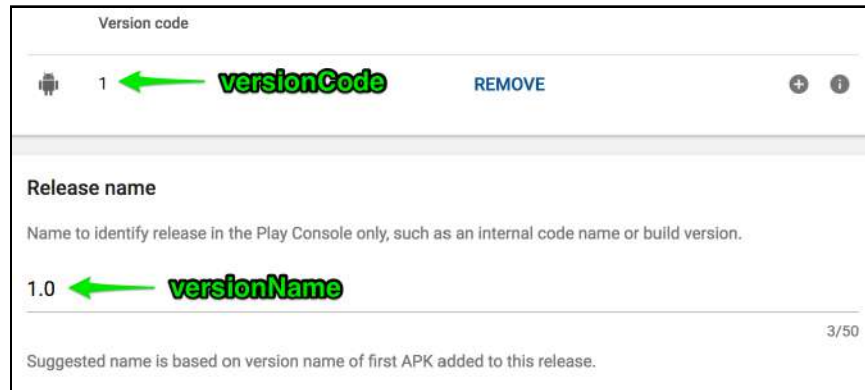 Version code
1 versionCode REMOVE
Release name
Name to identify release in the Play Console only, such as an internal code name or build version.
1.0 versionName
3/50
Suggested name is based on version name of first APK added to this release.